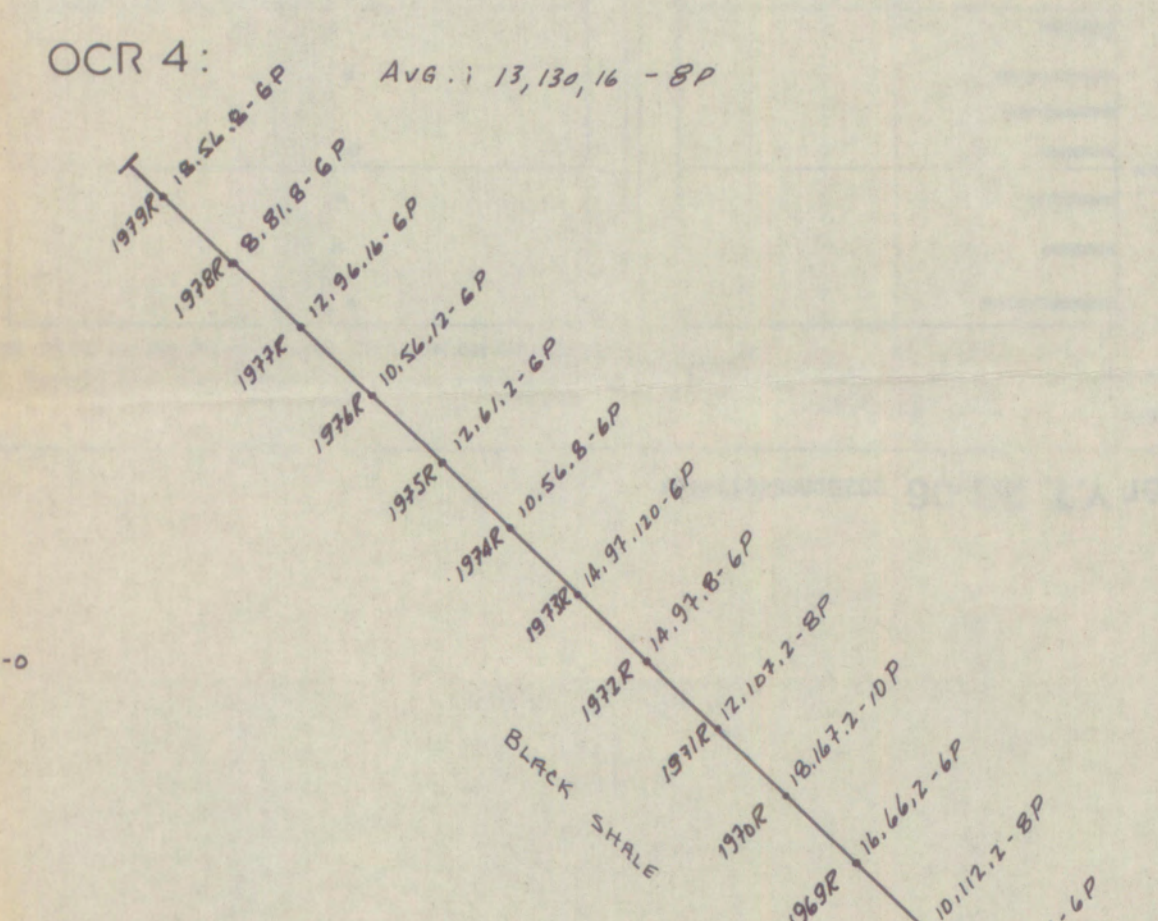 OCR 4:
AVG.; 13,130,16 - 8P
18.56.8-6P
1979R
8.81.8-6P
1978R
12.96.16-6P
1977R
10.56.12-6P
1976R
12,61,2-6P
1975R
10.56.8-6P
1974R
14.97.120-6P
1973R
14.97.8-6P
1972R
12.107.2-8P
1971R
18.167.2-10P
1970R
16.66,2-6P
1969R
10,112,2-8P
-6P
BLACK
SHALE
-0